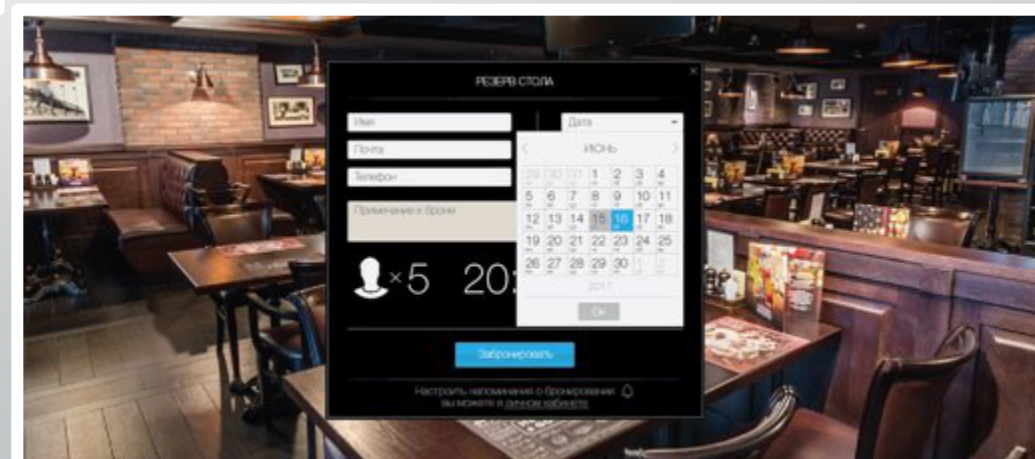 РЕЗЕРВ СТОЛА
×
Имя
Дата
Почта
ИЮНЬ
Телефон
29 30 31 1 2 3 4
5 6 7 8 9 10 11
Примечание к брони
12 13 14 15 16 17 18
19 20 21 22 23 24 25
26 27 28 29 30 1 2
×5 20:
2017
Ок
Забронировать
Настроить напоминания о бронировании
вы можете в личном кабинете